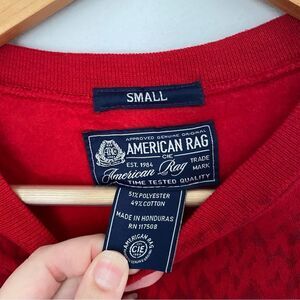 SMALL
APPROVED GENUINE ORIGINAL
AMERICAN RAG
CIE
EST. 1984
TRADE MARK
American Rag
TIME TESTED QUALITY
51% POLYESTER
49% COTTON
MADE IN HONDURAS
RN 117508
AMERICAN RAG
CIE